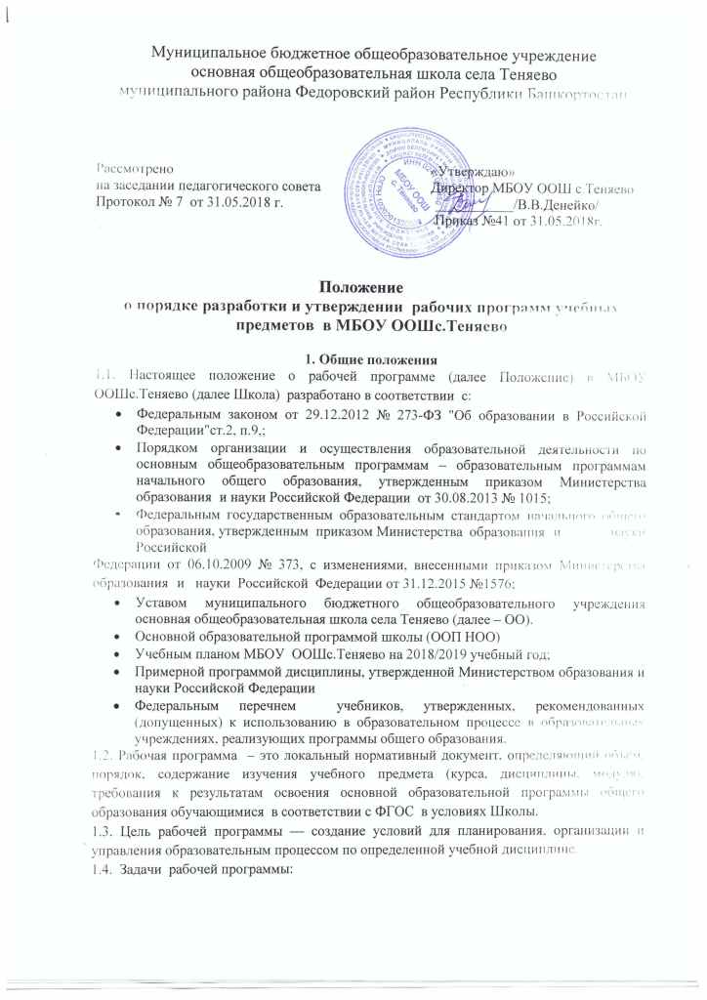 Муниципальное бюджетное общеобразовательное учреждение
основная общеобразовательная школа села Теняево
муниципального района Федоровский район Республики Башкортостан
Рассмотрено
на заседании педагогического совета
Протокол № 7 от 31.05.2018 г.
МБОУ ООШ
с. Теняево
«Утверждаю»
Директор МБОУ ООШ с.Теняево
/В.В.Денейко/
Приказ №41 от 31.05.2018г.
Положение
о порядке разработки и утверждении рабочих программ учебных
предметов в МБОУ ООШс.Теняево
1. Общие положения
1.1. Настоящее положение о рабочей программе (далее Положение) в МБОУ
ООШс.Теняево (далее Школа) разработано в соответствии с:
• Федеральным законом от 29.12.2012 № 273-ФЗ "Об образовании в Российской
Федерации"ст.2, п.9,;
• Порядком организации и осуществления образовательной деятельности по
основным общеобразовательным программам – образовательным программам
начального общего образования, утвержденным приказом Министерства
образования и науки Российской Федерации от 30.08.2013 № 1015;
• Федеральным государственным образовательным стандартом начального общего
образования, утвержденным приказом Министерства образования и науки
Российской
Федерации от 06.10.2009 № 373, с изменениями, внесенными приказом Министерства
образования и науки Российской Федерации от 31.12.2015 №1576;
• Уставом муниципального бюджетного общеобразовательного учреждения
основная общеобразовательная школа села Теняево (далее – ОО).
• Основной образовательной программой школы (ООП НОО)
• Учебным планом МБОУ ООШс.Теняево на 2018/2019 учебный год;
• Примерной программой дисциплины, утвержденной Министерством образования и
науки Российской Федерации
• Федеральным перечнем учебников, утвержденных, рекомендованных
(допущенных) к использованию в образовательном процессе в образовательных
учреждениях, реализующих программы общего образования.
1.2. Рабочая программа – это локальный нормативный документ, определяющий объем,
порядок, содержание изучения учебного предмета (курса, дисциплины, модуля),
требования к результатам освоения основной образовательной программы общего
образования обучающимися в соответствии с ФГОС в условиях Школы.
1.3. Цель рабочей программы — создание условий для планирования, организации и
управления образовательным процессом по определенной учебной дисциплине.
1.4. Задачи рабочей программы: